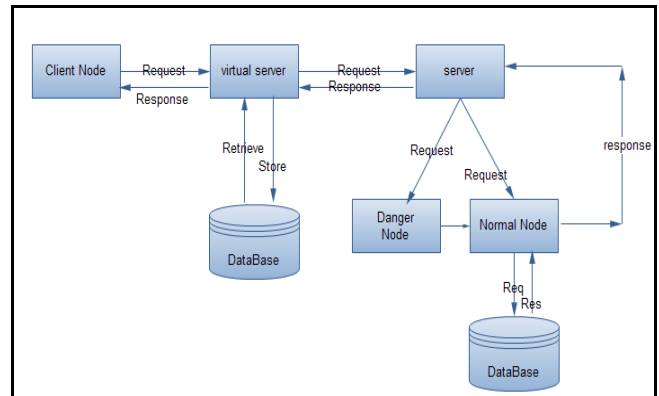 Client Node
Request
virtual server
Request
server
Response
Response
Retrieve
Store
Request
Request
response
Danger
Node
Normal Node
DataBase
Req
Res
DataBase